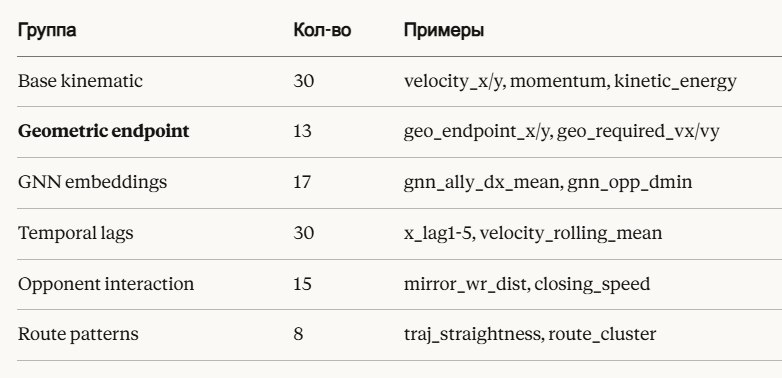 Группа Кол-во Примеры
Base kinematic 30 velocity_x/y, momentum, kinetic_energy
Geometric endpoint 13 geo_endpoint_x/y, geo_required_vx/vy
GNN embeddings 17 gnn_ally_dx_mean, gnn_opp_dmin
Temporal lags 30 x_lag1-5, velocity_rolling_mean
Opponent interaction 15 mirror_wr_dist, closing_speed
Route patterns 8 traj_straightness, route_cluster